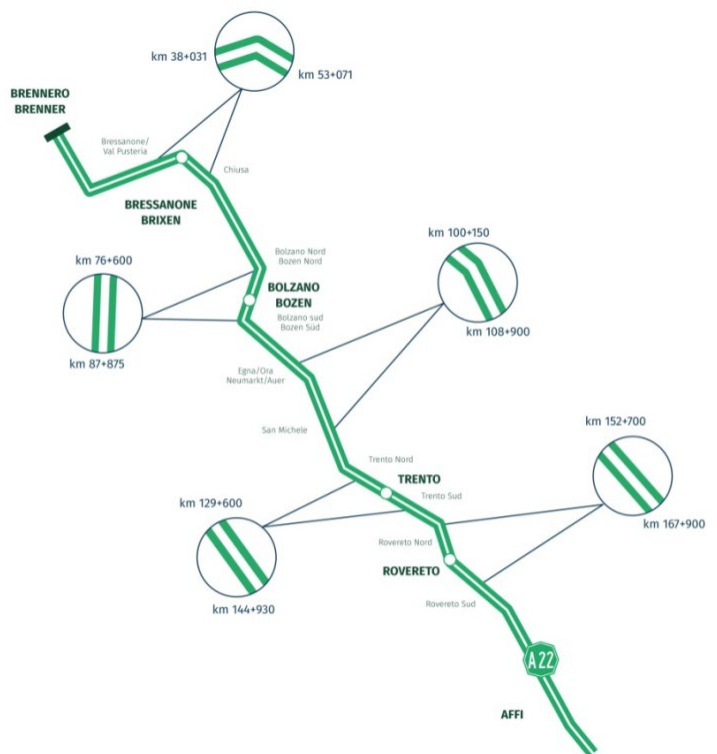 km 38+031
km 53+071
BRENNERO
BRENNER
Bressanone/
Val Pusteria
Chiusa
BRESSANONE
BRIXEN
km 100+150
Bolzano Nord
Bozen Nord
km 76+600
BOLZANO
BOZEN
Bolzano sud
Bozen Süd
km 108+900
km 87+875
Egna/Ora
Neumarkt/Auer
km 152+700
San Michele
Trento Nord
TRENTO
Trento Sud
km 129+600
km 167+900
Rovereto Nord
ROVERETO
Rovereto Sud
km 144+930
A22
AFFI